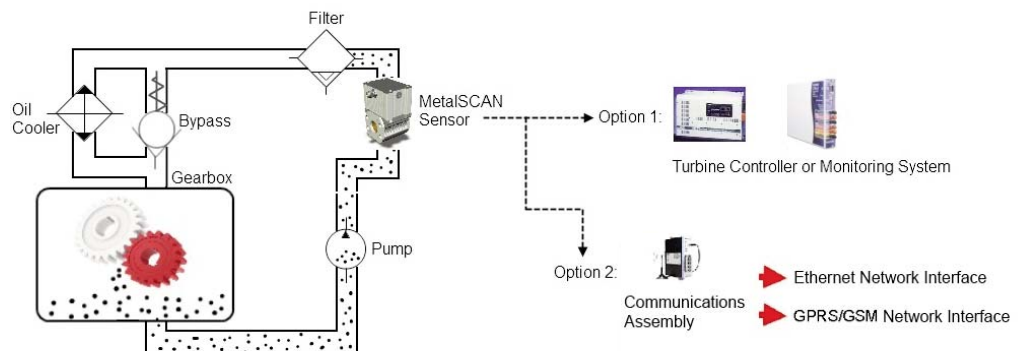 Filter
Oil
Cooler
Bypass
MetalSCAN
Sensor
Option 1:
Turbine Controller or Monitoring System
Gearbox
Pump
Option 2:
Communications
Assembly
Ethernet Network Interface
GPRS/GSM Network Interface